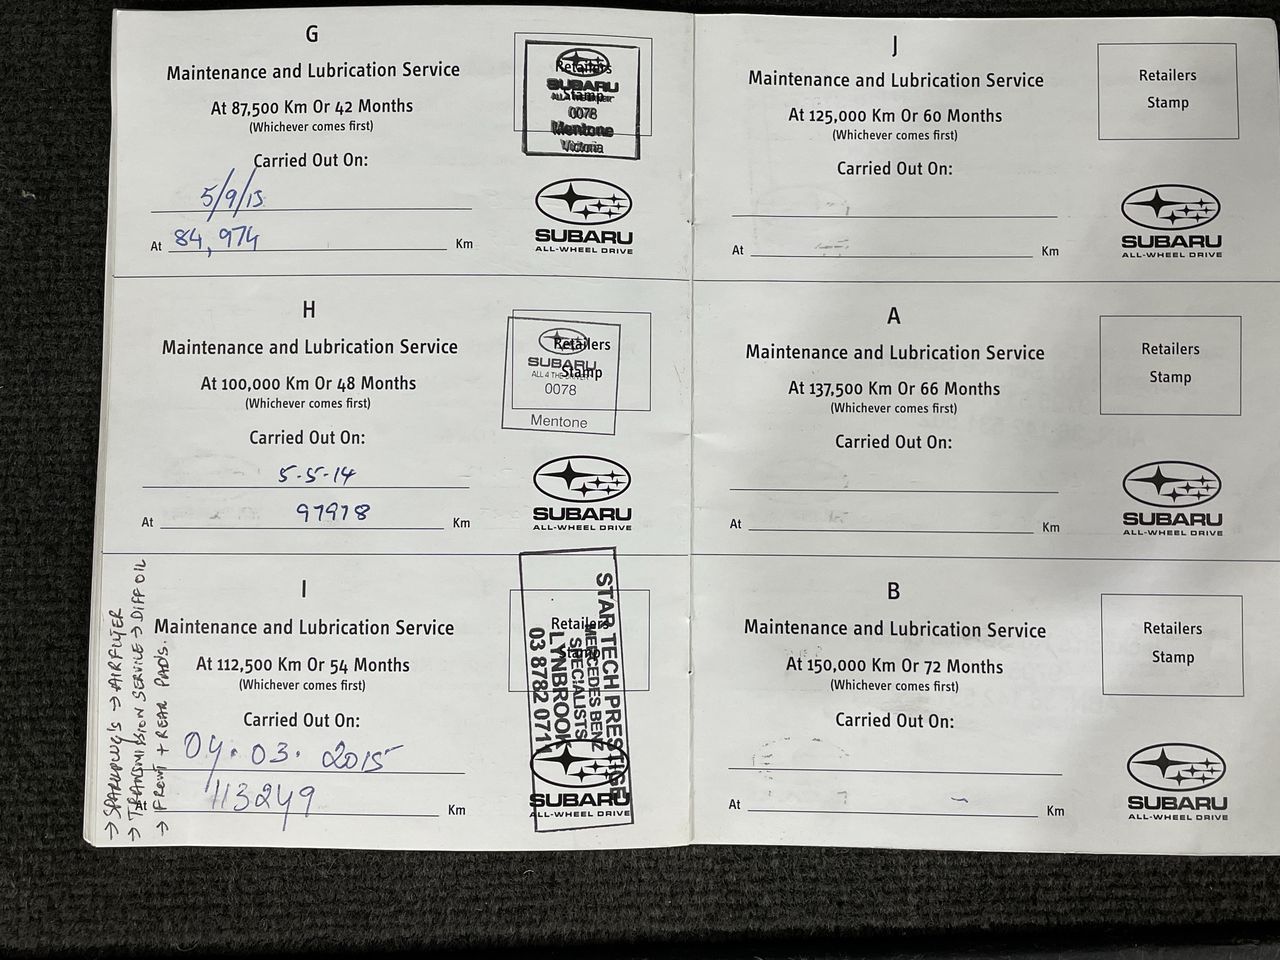 G
Maintenance and Lubrication Service
At 87,500 Km Or 42 Months
(Whichever comes first)
Carried Out On:
5/9/13
At 84,974 Km
Retailers
Stamp
SUBARU
0078
Mentone
Victoria
SUBARU
ALL-WHEEL DRIVE
H
Maintenance and Lubrication Service
At 100,000 Km Or 48 Months
(Whichever comes first)
Carried Out On:
5-5-14
At 97978 Km
Retailers
Stamp
SUBARU
ALL 4 THE DRIVER
0078
Mentone
SUBARU
ALL-WHEEL DRIVE
I
Maintenance and Lubrication Service
At 112,500 Km Or 54 Months
(Whichever comes first)
Carried Out On:
04.03.2015
At 113249 Km
→ SPARKPLUG'S → AIRFILTER
→ TRANSMISSION SERVICE → DIFF OIL
→ FRONT + REAR PAD'S.
Retailers
Stamp
STAR TECH PRESTIGE
MERCEDES BENZ
SPECIALISTS
LYNBROOK
03 8782 0711
SUBARU
ALL-WHEEL DRIVE
J
Maintenance and Lubrication Service
At 125,000 Km Or 60 Months
(Whichever comes first)
Carried Out On:
At Km
Retailers
Stamp
SUBARU
ALL-WHEEL DRIVE
A
Maintenance and Lubrication Service
At 137,500 Km Or 66 Months
(Whichever comes first)
Carried Out On:
At Km
Retailers
Stamp
SUBARU
ALL-WHEEL DRIVE
B
Maintenance and Lubrication Service
At 150,000 Km Or 72 Months
(Whichever comes first)
Carried Out On:
At Km
Retailers
Stamp
SUBARU
ALL-WHEEL DRIVE